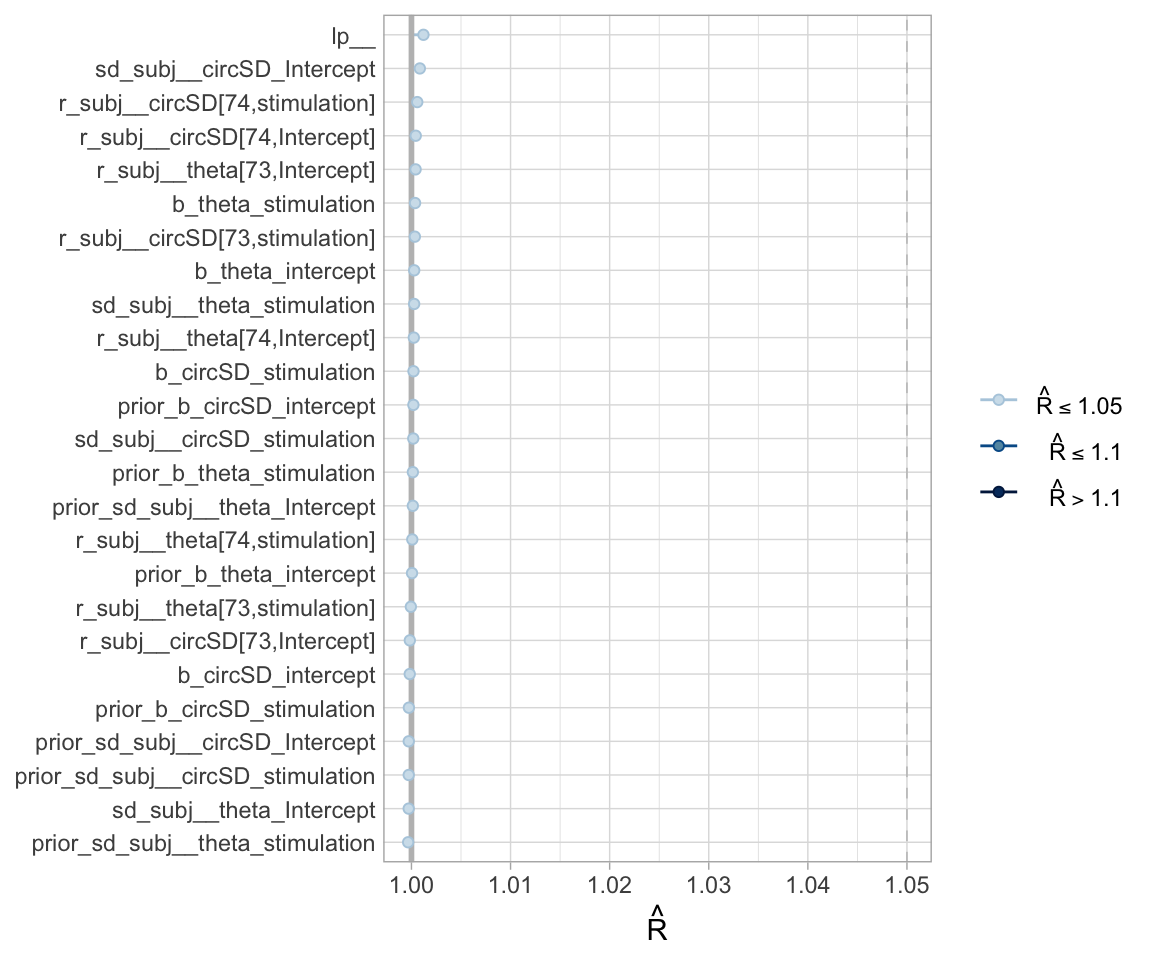 lp__
sd_subj__circSD_Intercept
r_subj__circSD[74,stimulation]
r_subj__circSD[74,Intercept]
r_subj__theta[73,Intercept]
b_theta_stimulation
r_subj__circSD[73,stimulation]
b_theta_intercept
sd_subj__theta_stimulation
r_subj__theta[74,Intercept]
b_circSD_stimulation
prior_b_circSD_intercept
sd_subj__circSD_stimulation
prior_b_theta_stimulation
prior_sd_subj__theta_Intercept
r_subj__theta[74,stimulation]
prior_b_theta_intercept
r_subj__theta[73,stimulation]
r_subj__circSD[73,Intercept]
b_circSD_intercept
prior_b_circSD_stimulation
prior_sd_subj__circSD_Intercept
prior_sd_subj__circSD_stimulation
sd_subj__theta_Intercept
prior_sd_subj__theta_stimulation
1.00 1.01 1.02 1.03 1.04 1.05
R̂
R̂ ≤ 1.05
R̂ ≤ 1.1
R̂ > 1.1